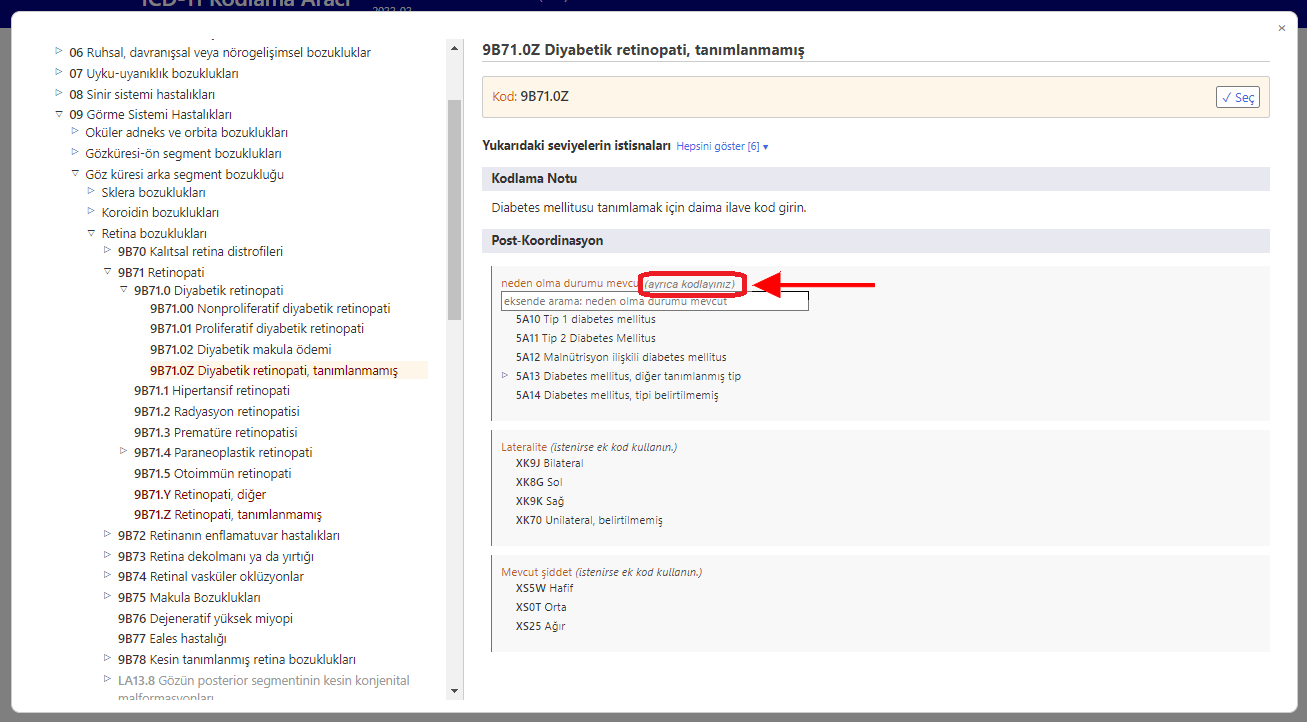 ICD-11 Kodlama Aracı
2022-02
06 Ruhsal, davranışsal veya nörogelişimsel bozukluklar
07 Uyku-uyanıklık bozuklukları
08 Sinir sistemi hastalıkları
09 Görme Sistemi Hastalıkları
Oküler adneks ve orbita bozuklukları
Gözküresi-ön segment bozuklukları
Göz küresi arka segment bozukluğu
Sklera bozuklukları
Koroidin bozuklukları
Retina bozuklukları
9B70 Kalıtsal retina distrofileri
9B71 Retinopati
9B71.0 Diyabetik retinopati
9B71.00 Nonproliferatif diyabetik retinopati
9B71.01 Proliferatif diyabetik retinopati
9B71.02 Diyabetik makula ödemi
9B71.0Z Diyabetik retinopati, tanımlanmamış
9B71.1 Hipertansif retinopati
9B71.2 Radyasyon retinopatisi
9B71.3 Prematüre retinopatisi
9B71.4 Paraneoplastik retinopati
9B71.5 Otoimmün retinopati
9B71.Y Retinopati, diğer
9B71.Z Retinopati, tanımlanmamış
9B72 Retinanın enflamatuvar hastalıkları
9B73 Retina dekolmanı ya da yırtığı
9B74 Retinal vasküler oklüzyonlar
9B75 Makula Bozuklukları
9B76 Dejeneratif yüksek miyopi
9B77 Eales hastalığı
9B78 Kesin tanımlanmış retina bozuklukları
LA13.8 Gözün posterior segmentinin kesin konjenital
malformasyonları
×
9B71.0Z Diyabetik retinopati, tanımlanmamış
Kod: 9B71.0Z
✓ Seç
Yukarıdaki seviyelerin istisnaları Hepsini göster [6] ▾
Kodlama Notu
Diabetes mellitusu tanımlamak için daima ilave kod girin.
Post-Koordinasyon
neden olma durumu mevcut (ayrıca kodlayınız)
eksende arama: neden olma durumu mevcut
5A10 Tip 1 diabetes mellitus
5A11 Tip 2 Diabetes Mellitus
5A12 Malnütrisyon ilişkili diabetes mellitus
5A13 Diabetes mellitus, diğer tanımlanmış tip
5A14 Diabetes mellitus, tipi belirtilmemiş
Lateralite (istenirse ek kod kullanın.)
XK9J Bilateral
XK8G Sol
XK9K Sağ
XK70 Unilateral, belirtilmemiş
Mevcut şiddet (istenirse ek kod kullanın.)
XS5W Hafif
XS0T Orta
XS25 Ağır